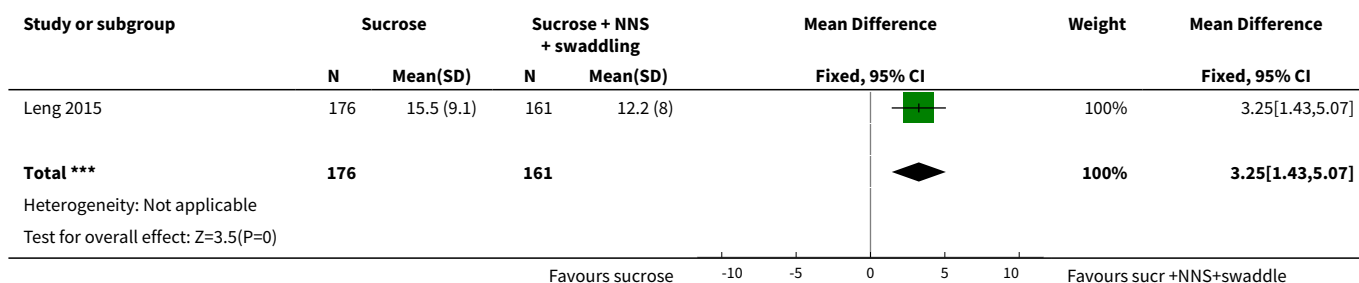 Study or subgroup Sucrose Sucrose + NNS + swaddling Mean Difference Weight Mean Difference
N Mean(SD) N Mean(SD) Fixed, 95% CI Fixed, 95% CI
Leng 2015 176 15.5 (9.1) 161 12.2 (8) 100% 3.25[1.43,5.07]
Total *** 176 161 100% 3.25[1.43,5.07]
Heterogeneity: Not applicable
Test for overall effect: Z=3.5(P=0)
Favours sucrose -10 -5 0 5 10 Favours sucr +NNS+swaddle